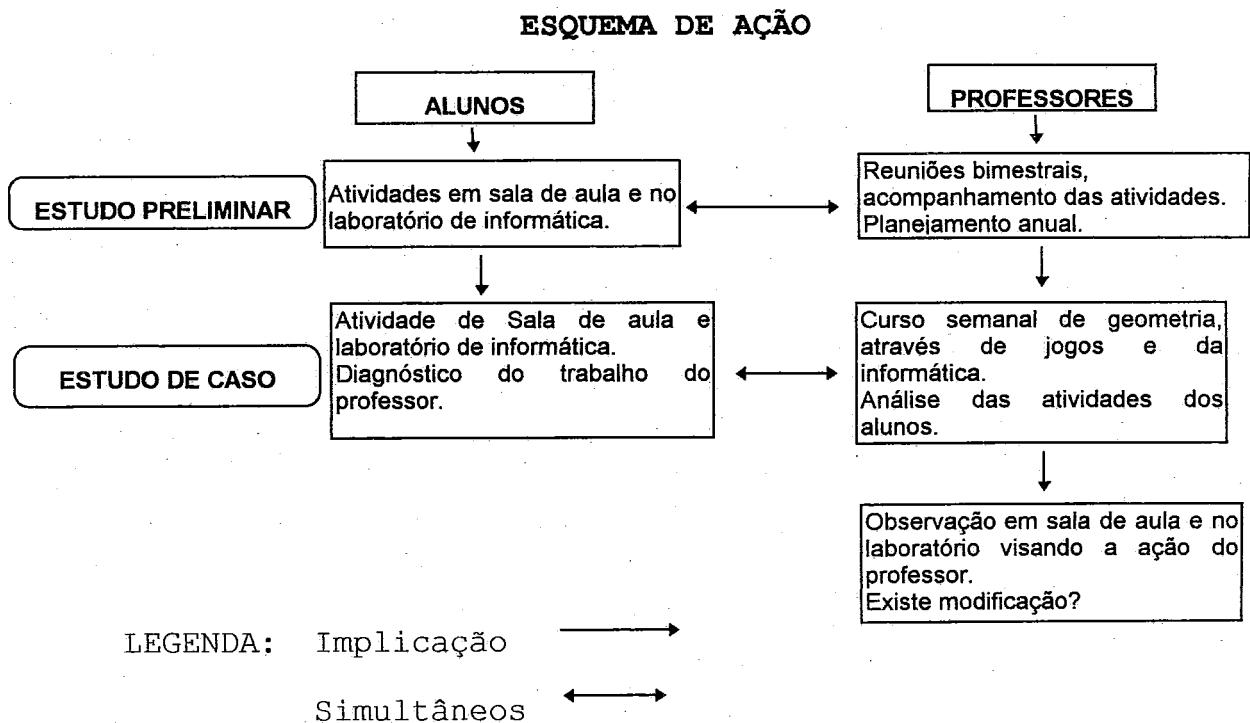 ESQUEMA DE AÇÃO
ALUNOS
PROFESSORES
ESTUDO PRELIMINAR
Atividades em sala de aula e no
laboratório de informática.
Reuniões bimestrais,
acompanhamento das atividades.
Planejamento anual.
ESTUDO DE CASO
Atividade de Sala de aula e
laboratório de informática.
Diagnóstico do trabalho do
professor.
Curso semanal de geometria,
através de jogos e da
informática.
Análise das atividades dos
alunos.
Observação em sala de aula e no
laboratório visando a ação do
professor.
Existe modificação?
LEGENDA: Implicação
Simultâneos